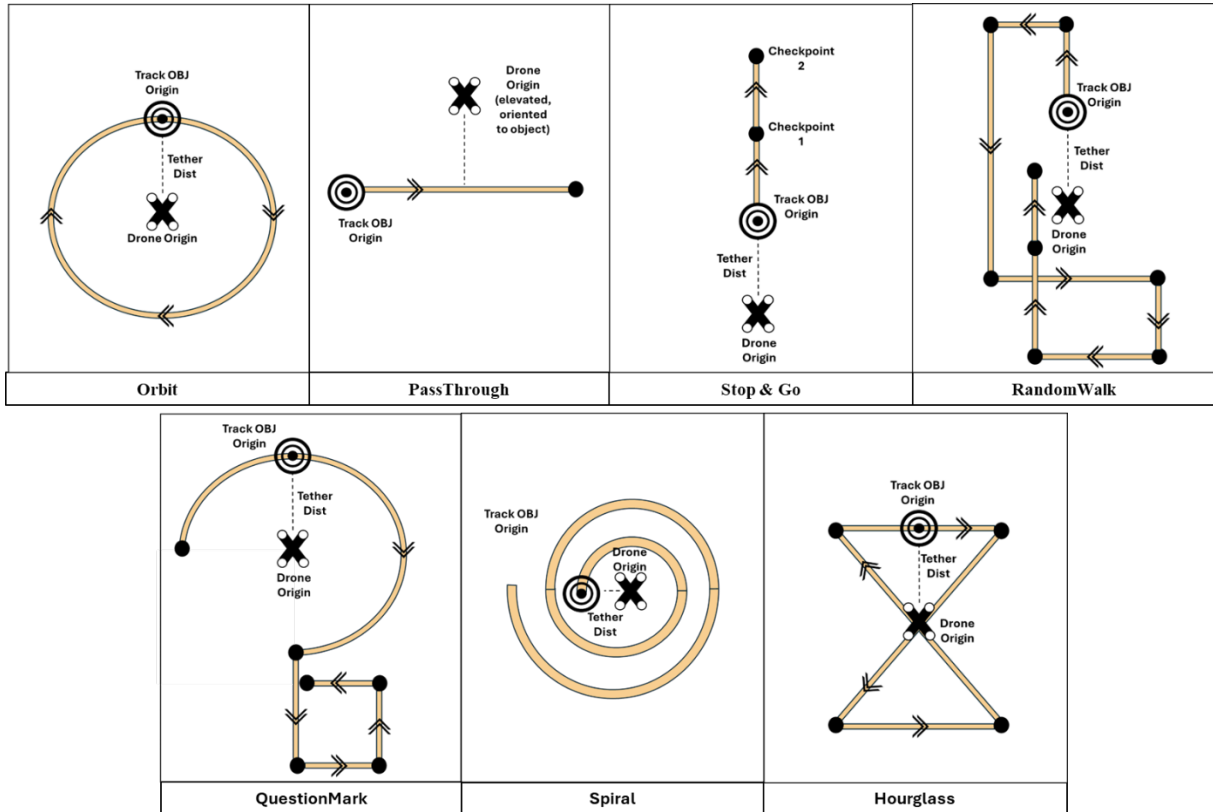 Track OBJ
Origin
Tether
Dist
Drone Origin
Orbit
Drone
Origin
(elevated,
oriented
to object)
Track OBJ
Origin
PassThrough
Checkpoint
2
Checkpoint
1
Track OBJ
Origin
Tether
Dist
Drone
Origin
Stop & Go
Track OBJ
Origin
Tether
Dist
Drone
Origin
RandomWalk
Track OBJ
Origin
Tether
Dist
Drone
Origin
QuestionMark
Track OBJ
Origin
Drone
Origin
Tether
Dist
Spiral
Track OBJ
Origin
Tether
Dist
Drone
Origin
Hourglass